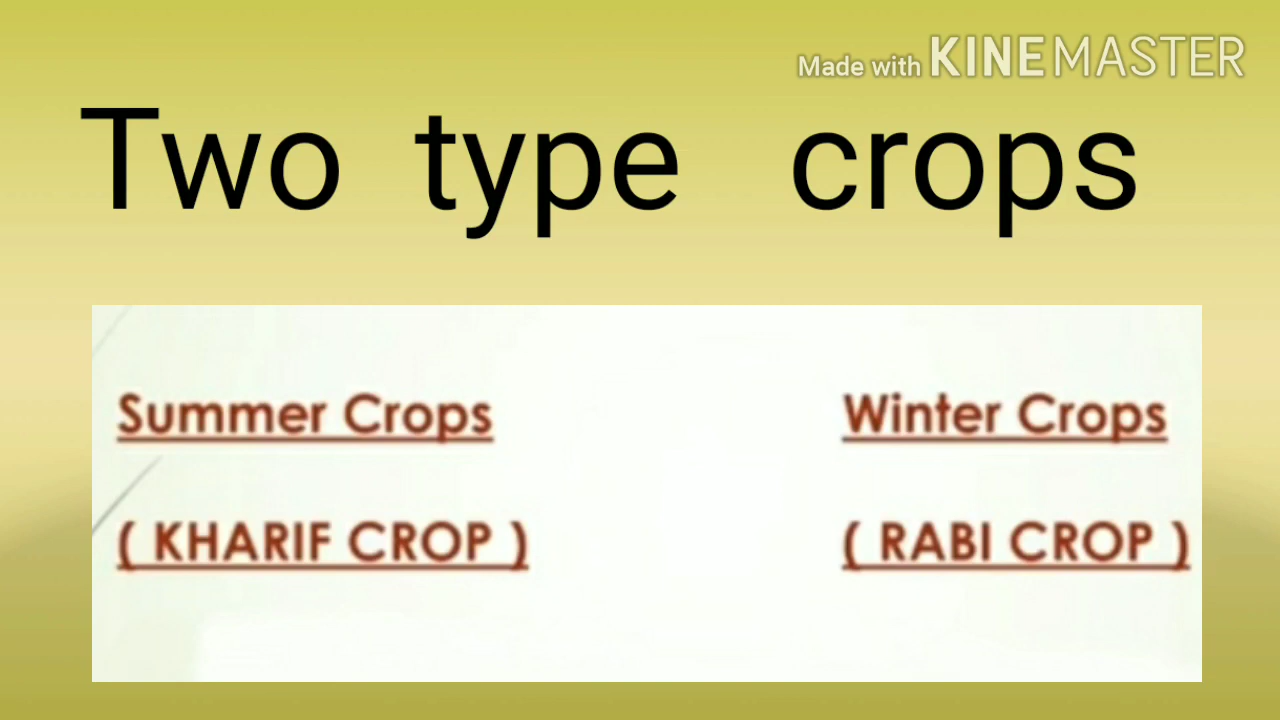 Made with KINEMASTER
Two type crops
Summer Crops
Winter Crops
( KHARIF CROP )
( RABI CROP )